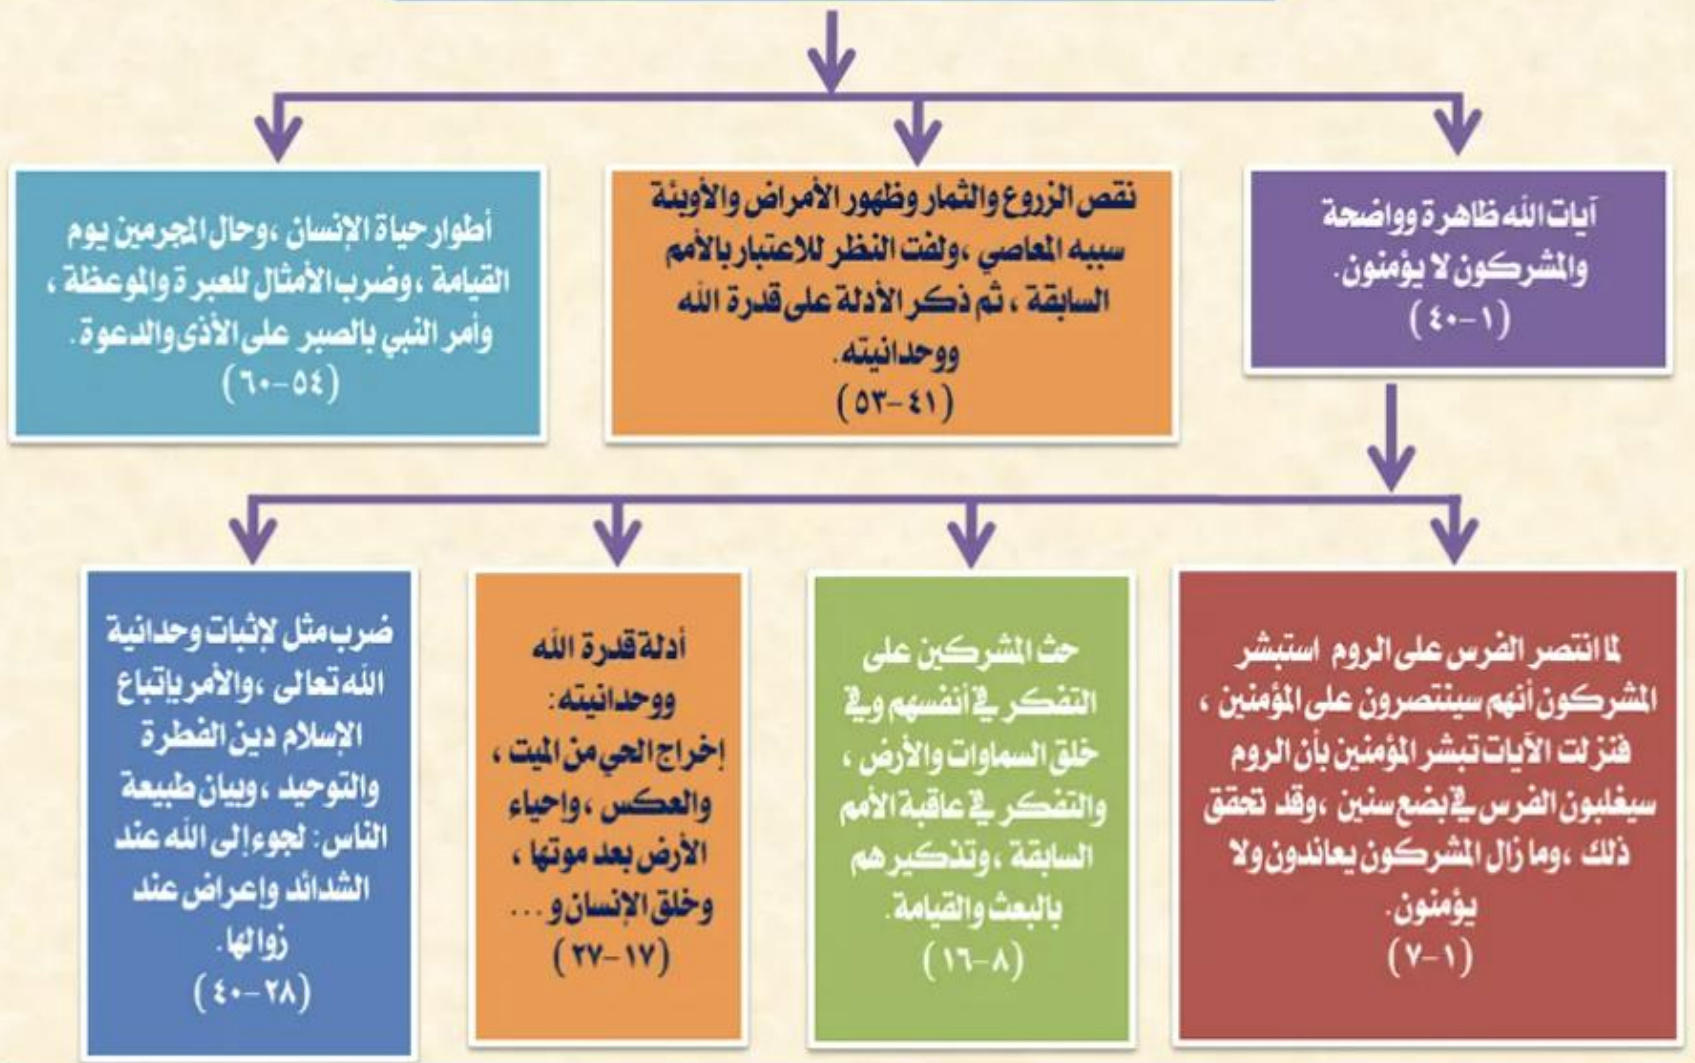 آيات الله ظاهرة وواضحة
والمشركون لا يؤمنون.
(١-٤٠)
نقص الزروع والثمار وظهور الأمراض والأوبئة
سببه المعاصي ،ولفت النظر للاعتبار بالأمم
السابقة ، ثم ذكر الأدلة على قدرة الله
ووحدانيته.
(٤١-٥٣)
أطوار حياة الإنسان ،وحال المجرمين يوم
القيامة ، وضرب الأمثال للعبرة والموعظة ،
وأمر النبي بالصبر على الأذى والدعوة.
(٥٤-٦٠)
لما انتصر الفرس على الروم استبشر
المشركون أنهم سينتصرون على المؤمنين ،
فنزلت الآيات تبشر المؤمنين بأن الروم
سيغلبون الفرس في بضع سنين ،وقد تحقق
ذلك ،وما زال المشركون يعاندون ولا
يؤمنون.
(١-٧)
حث المشركين على
التفكر في أنفسهم وفي
خلق السماوات والأرض ،
والتفكر في عاقبة الأمم
السابقة ، وتذكيرهم
بالبعث والقيامة.
(٨-١٦)
أدلة قدرة الله
ووحدانيته:
إخراج الحي من الميت ،
والعكس ، وإحياء
الأرض بعد موتها ،
وخلق الإنسان و...
(١٧-٢٧)
ضرب مثل لإثبات وحدانية
الله تعالى ،والأمر بإتباع
الإسلام دين الفطرة
والتوحيد ، وبيان طبيعة
الناس: لجوء إلى الله عند
الشدائد وإعراض عند
زوالها.
(٢٨-٤٠)